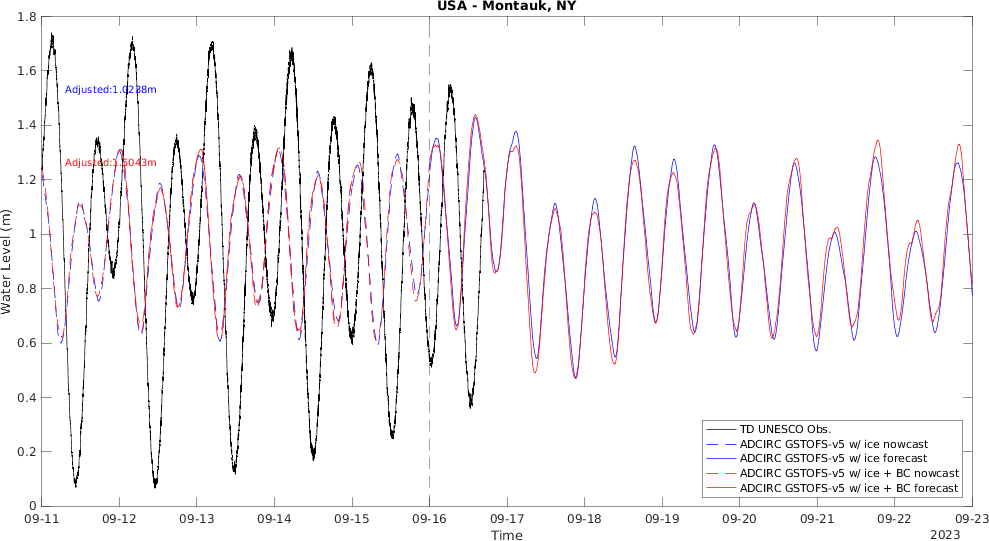 USA - Montauk, NY
1.8
1.6
1.4
1.2
1
0.8
0.6
0.4
0.2
0
Water Level (m)
Adjusted:1.0238m
Adjusted:1.5043m
TD UNESCO Obs.
ADCIRC GSTOFS-v5 w/ ice nowcast
ADCIRC GSTOFS-v5 w/ ice forecast
ADCIRC GSTOFS-v5 w/ ice + BC nowcast
ADCIRC GSTOFS-v5 w/ ice + BC forecast
09-11 09-12 09-13 09-14 09-15 09-16 09-17 09-18 09-19 09-20 09-21 09-22 09-23
Time
2023